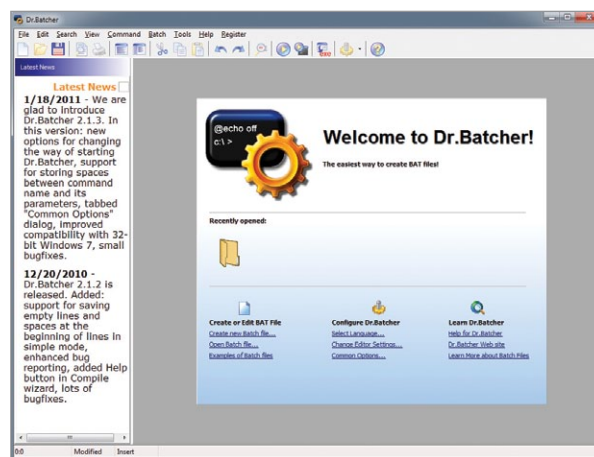 Dr.Batcher
File Edit Search View Command Batch Tools Help Register
Latest News
Latest News
1/18/2011 - We are
glad to Introduce
Dr.Batcher 2.1.3. In
this version: new
options for changing
the way of starting
Dr.Batcher, support
for storing spaces
between command
name and its
parameters, tabbed
"Common Options"
dialog, improved
compatibility with 32-
bit Windows 7, small
bugfixes.
12/20/2010 -
Dr.Batcher 2.1.2 is
released. Added:
support for saving
empty lines and
spaces at the
beginning of lines in
simple mode,
enhanced bug
reporting, added Help
button in Compile
wizard, lots of
bugfixes.
@echo off
c:\ >
Welcome to Dr.Batcher!
The easiest way to create BAT files!
Recently opened:
Create or Edit BAT File
Create new Batch file...
Open Batch file...
Examples of Batch files
Configure Dr.Batcher
Select Language...
Change Editor Settings...
Common Options...
Learn Dr.Batcher
Help for Dr.Batcher
Dr.Batcher Web site
Learn More about Batch Files
0:0 Modified Insert